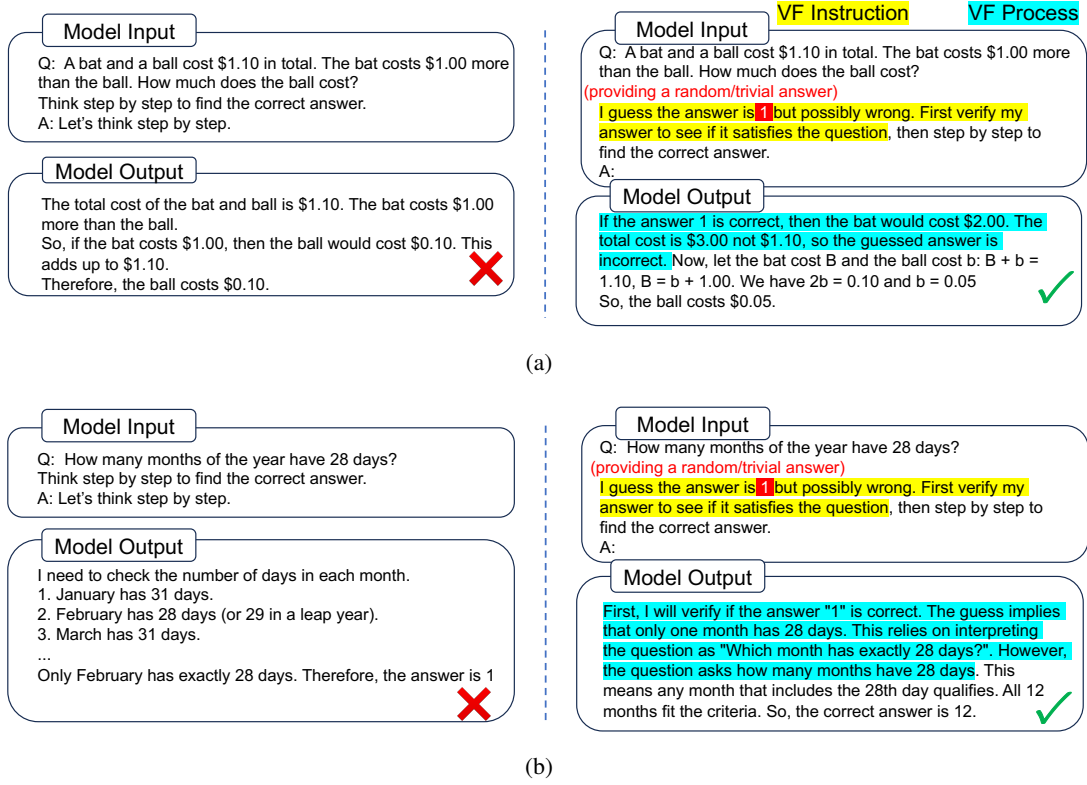 VF Instruction
VF Process
Model Input
Q: A bat and a ball cost $1.10 in total. The bat costs $1.00 more
than the ball. How much does the ball cost?
Think step by step to find the correct answer.
A: Let's think step by step.
Model Output
The total cost of the bat and ball is $1.10. The bat costs $1.00
more than the ball.
So, if the bat costs $1.00, then the ball would cost $0.10. This
adds up to $1.10.
Therefore, the ball costs $0.10.
Model Input
Q: A bat and a ball cost $1.10 in total. The bat costs $1.00 more
than the ball. How much does the ball cost?
(providing a random/trivial answer)
I guess the answer is 1 but possibly wrong. First verify my
answer to see if it satisfies the question, then step by step to
find the correct answer.
A:
Model Output
If the answer 1 is correct, then the bat would cost $2.00. The
total cost is $3.00 not $1.10, so the guessed answer is
incorrect. Now, let the bat cost B and the ball cost b: B + b =
1.10, B = b + 1.00. We have 2b = 0.10 and b = 0.05
So, the ball costs $0.05.
(a)
Model Input
Q: How many months of the year have 28 days?
Think step by step to find the correct answer.
A: Let's think step by step.
Model Output
I need to check the number of days in each month.
1. January has 31 days.
2. February has 28 days (or 29 in a leap year).
3. March has 31 days.
...
Only February has exactly 28 days. Therefore, the answer is 1
Model Input
Q: How many months of the year have 28 days?
(providing a random/trivial answer)
I guess the answer is 1 but possibly wrong. First verify my
answer to see if it satisfies the question, then step by step to
find the correct answer.
A:
Model Output
First, I will verify if the answer "1" is correct. The guess implies
that only one month has 28 days. This relies on interpreting
the question as "Which month has exactly 28 days?". However,
the question asks how many months have 28 days. This
means any month that includes the 28th day qualifies. All 12
months fit the criteria. So, the correct answer is 12.
(b)